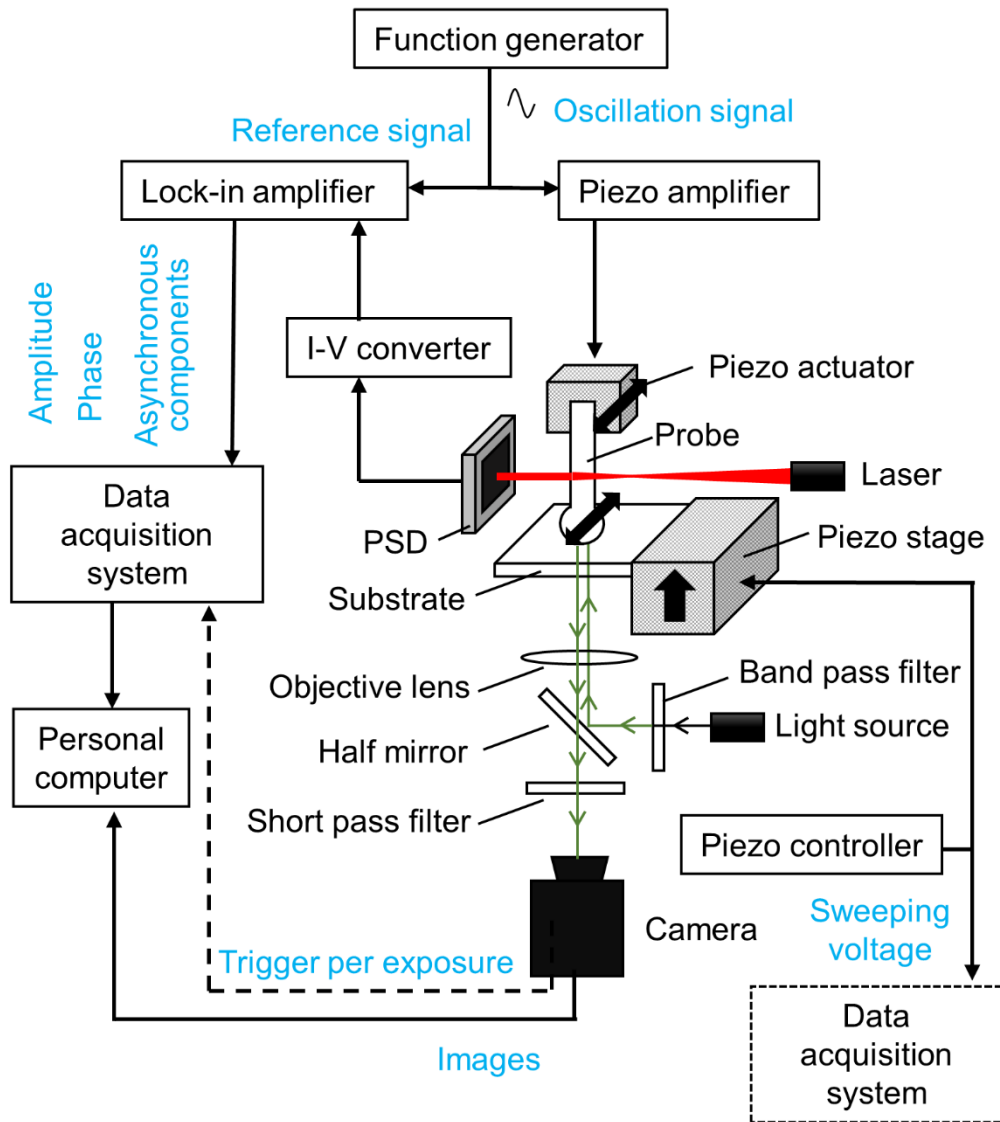 Function generator
Oscillation signal
Reference signal
Lock-in amplifier
Piezo amplifier
Amplitude
Phase
Asynchronous
components
I-V converter
Piezo actuator
Probe
Laser
PSD
Piezo stage
Data
acquisition
system
Substrate
Objective lens
Band pass filter
Light source
Half mirror
Personal
computer
Short pass filter
Piezo controller
Camera
Sweeping
voltage
Trigger per exposure
Images
Data
acquisition
system